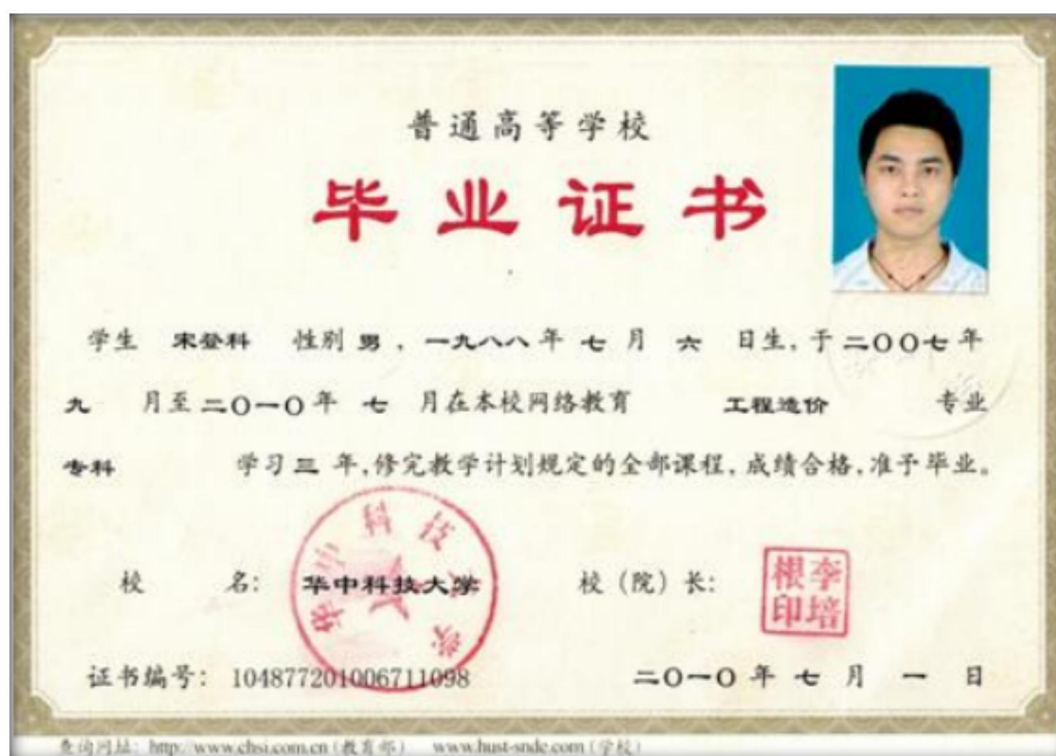 普通高等学校
毕业证书
学生 宋登科 性别 男，一九八八年 七 月 六 日生，于二〇〇七年
九 月至二〇一〇年 七 月在本校网络教育 工程造价 专业
专科 学习 三 年，修完教学计划规定的全部课程，成绩合格，准予毕业。
校 名： 华中科技大学 校（院）长： 李培根印
证书编号：104877201006711098 二〇一〇年 七 月 一 日
查询网址：http://www.chsi.com.cn (教育部) www.hust-snde.com (学校)